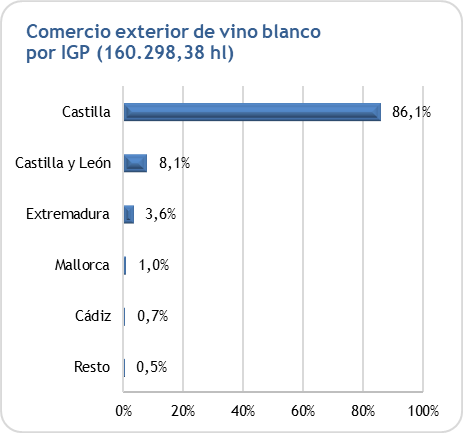 Comercio exterior de vino blanco
por IGP (160.298,38 hl)
Castilla 86,1%
Castilla y León 8,1%
Extremadura 3,6%
Mallorca 1,0%
Cádiz 0,7%
Resto 0,5%
0% 20% 40% 60% 80% 100%